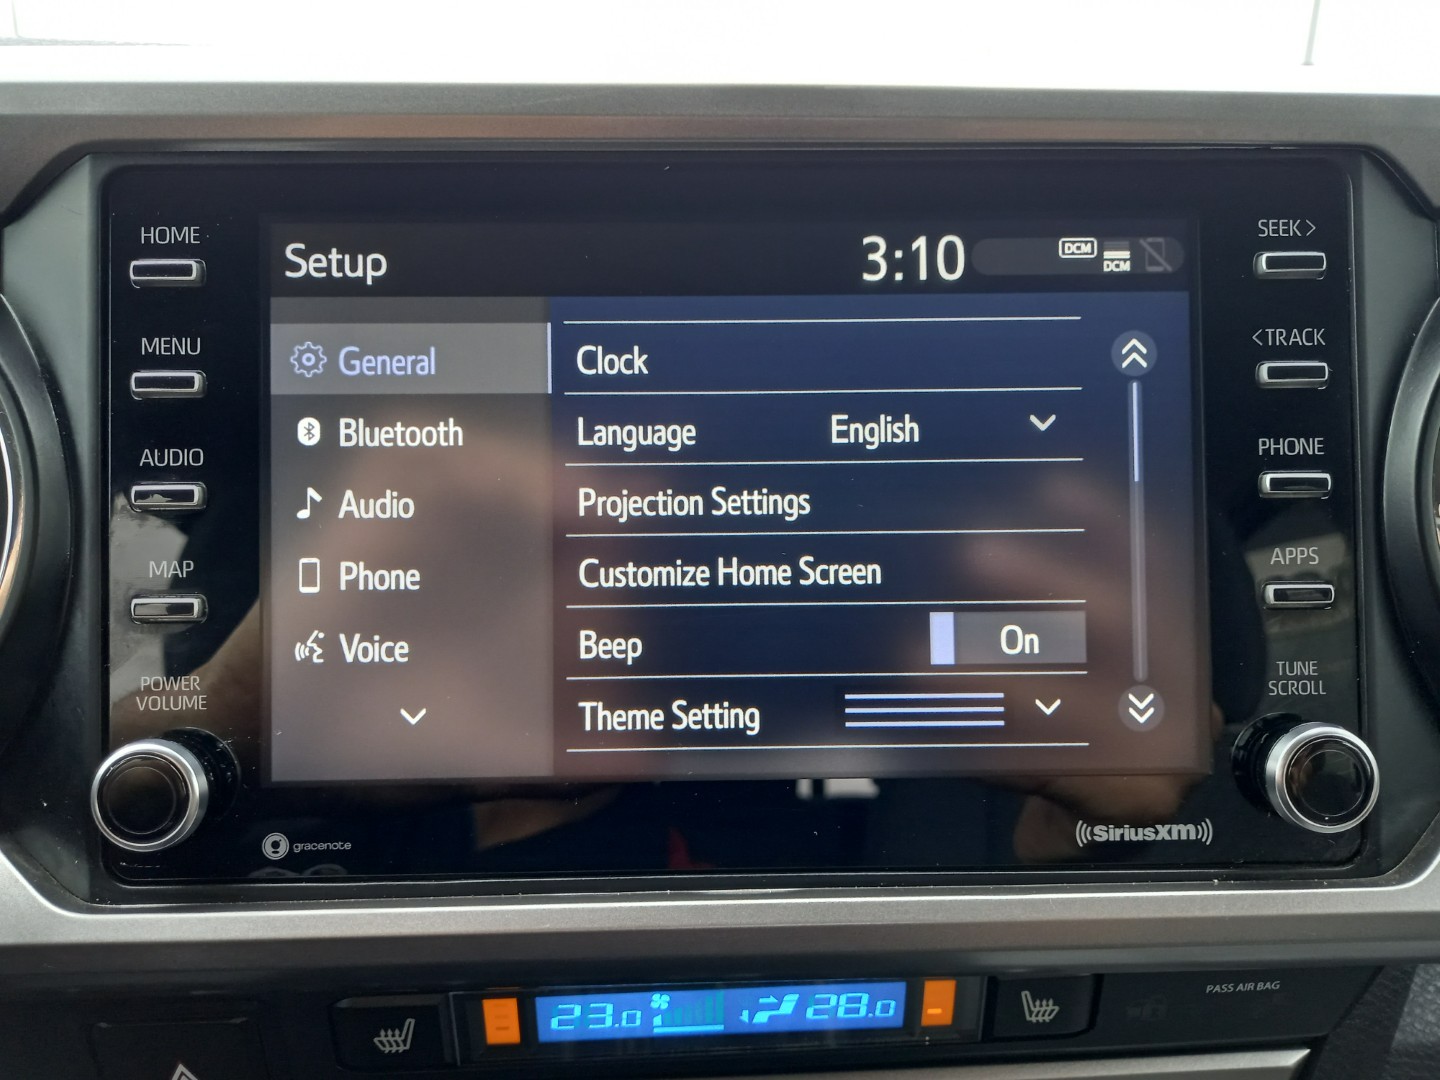 HOME
MENU
AUDIO
MAP
POWER
VOLUME
Setup
3:10
DCM
DCM
General
Bluetooth
Audio
Phone
Voice
Clock
Language English
Projection Settings
Customize Home Screen
Beep On
Theme Setting
SEEK >
< TRACK
PHONE
APPS
TUNE
SCROLL
gracenote
((SiriusXM))
23.0 28.0
PASS AIR BAG